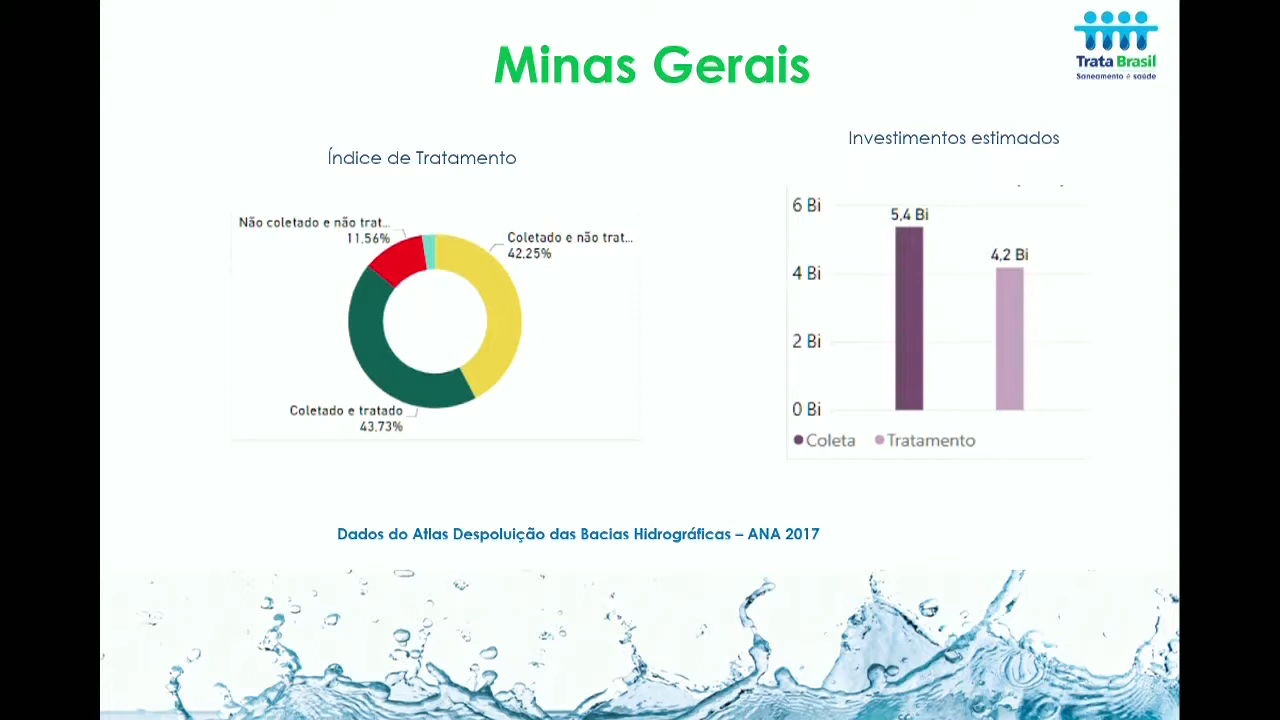 Minas Gerais
Trata Brasil
Saneamento é saúde
Índice de Tratamento
Não coletado e não trat...
11.56%
Coletado e não trat...
42.25%
Coletado e tratado
43.73%
Investimentos estimados
6 Bi
5,4 Bi
4,2 Bi
4 Bi
2 Bi
0 Bi
Coleta
Tratamento
Dados do Atlas Despoluição das Bacias Hidrográficas – ANA 2017